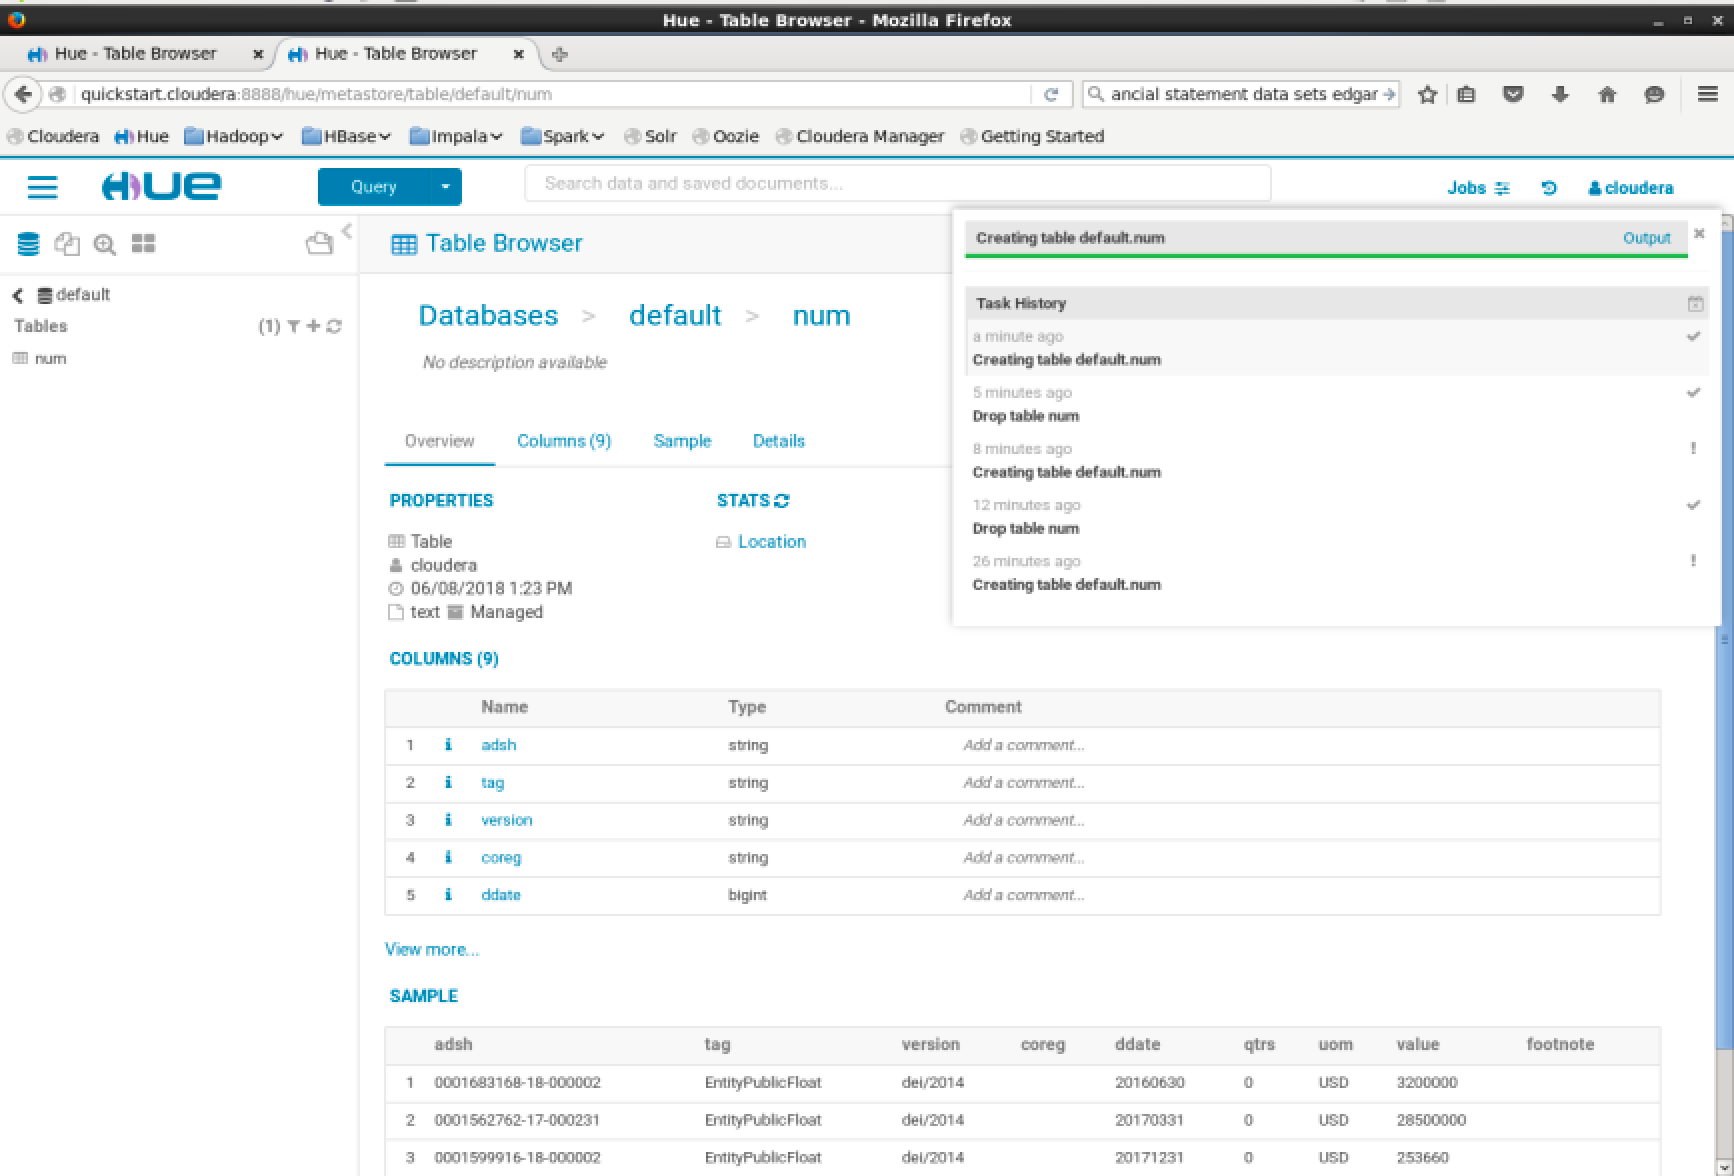 Hue - Table Browser - Mozilla Firefox
Hue - Table Browser
Hue - Table Browser
quickstart.cloudera:8888/hue/metastore/table/default/num
ancial statement data sets edgar
Cloudera Hue Hadoop HBase Impala Spark Solr Oozie Cloudera Manager Getting Started
HUE
Query
Search data and saved documents...
Jobs
cloudera
default
Tables (1)
num
Table Browser
Databases > default > num
No description available
Overview Columns (9) Sample Details
PROPERTIES
Table
cloudera
06/08/2018 1:23 PM
text Managed
STATS
Location
Creating table default.num Output
Task History
a minute ago
Creating table default.num
5 minutes ago
Drop table num
8 minutes ago
Creating table default.num
12 minutes ago
Drop table num
26 minutes ago
Creating table default.num
COLUMNS (9)
Name Type Comment
1 i adsh string Add a comment...
2 i tag string Add a comment...
3 i version string Add a comment...
4 i coreg string Add a comment...
5 i ddate bigint Add a comment...
View more...
SAMPLE
adsh tag version coreg ddate qtrs uom value footnote
1 0001683168-18-000002 EntityPublicFloat dei/2014 20160630 0 USD 3200000
2 0001562762-17-000231 EntityPublicFloat dei/2014 20170331 0 USD 28500000
3 0001599916-18-000002 EntityPublicFloat dei/2014 20171231 0 USD 253660